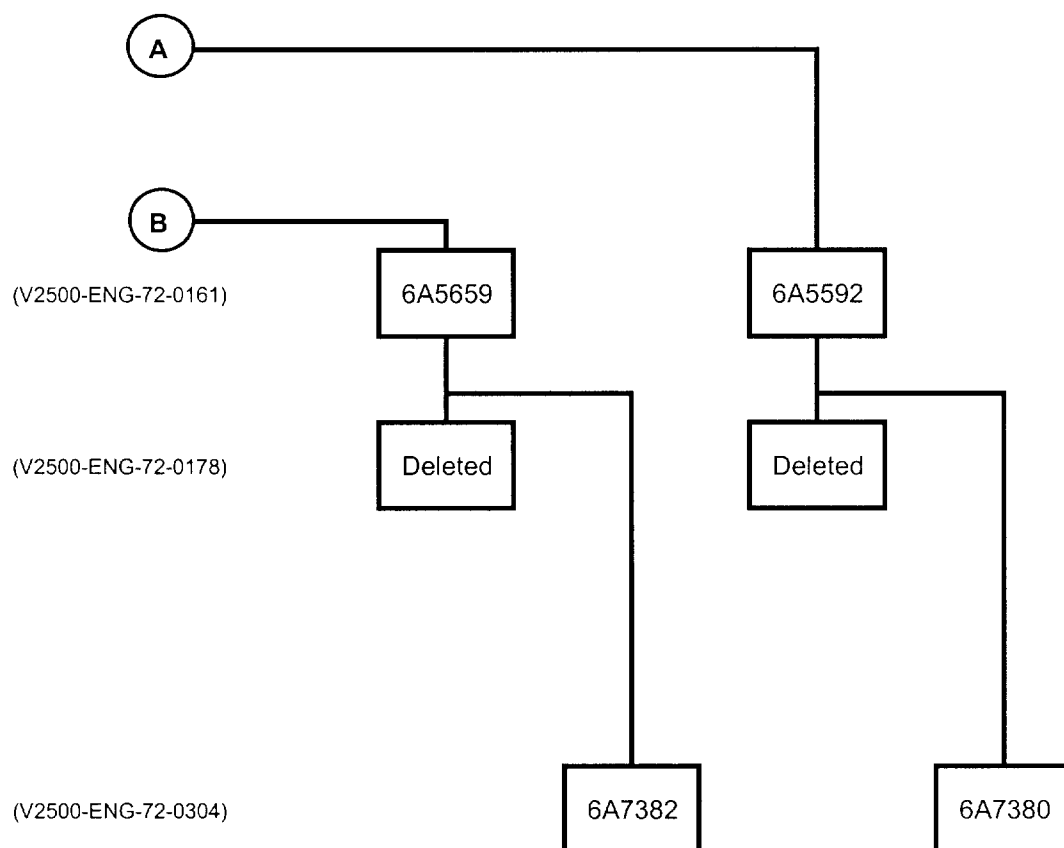 A
B
(V2500-ENG-72-0161) 6A5659 6A5592
(V2500-ENG-72-0178) Deleted Deleted
(V2500-ENG-72-0304) 6A7382 6A7380